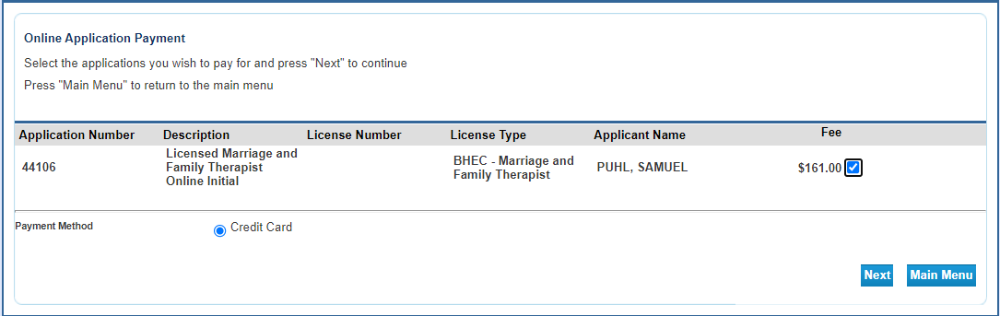 Online Application Payment
Select the applications you wish to pay for and press "Next" to continue
Press "Main Menu" to return to the main menu
Application Number Description License Number License Type Applicant Name Fee
Licensed Marriage and
Family Therapist
Online Initial
44106
BHEC - Marriage and
Family Therapist
PUHL, SAMUEL
$161.00
Payment Method Credit Card
Next Main Menu